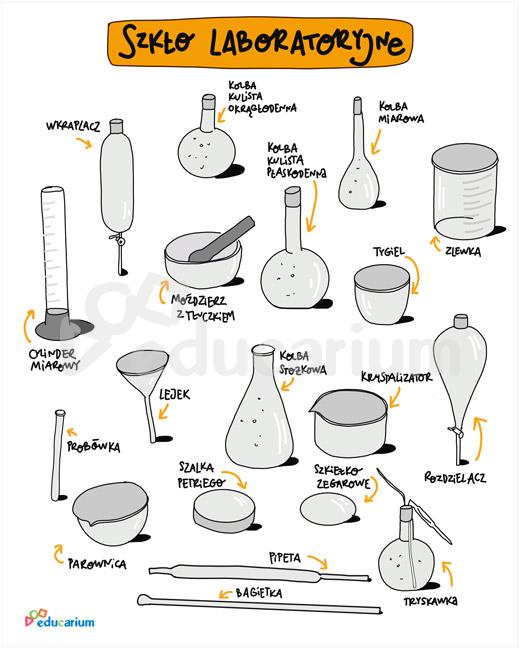 SZKŁO LABORATORYJNE
KOLBA
KULISTA
OKRĄGŁODENNA
WKRAPLACZ
KOLBA
MIAROWA
KOLBA
KULISTA
PŁASKODENNA
ZLEWKA
TYGIEL
MOŹDZIERZ
Z TŁUCZKIEM
CYLINDER
MIAROWY
educarium
KOLBA
STOŻKOWA
LEJEK
KRYSTALIZATOR
PROBÓWKA
ROZDZIELACZ
SZALKA
PETRIEGO
SZKIEŁKO
ZEGAROWE
PAROWNICA
PIPETA
BAGIETKA
TRYSKAWKA
educarium